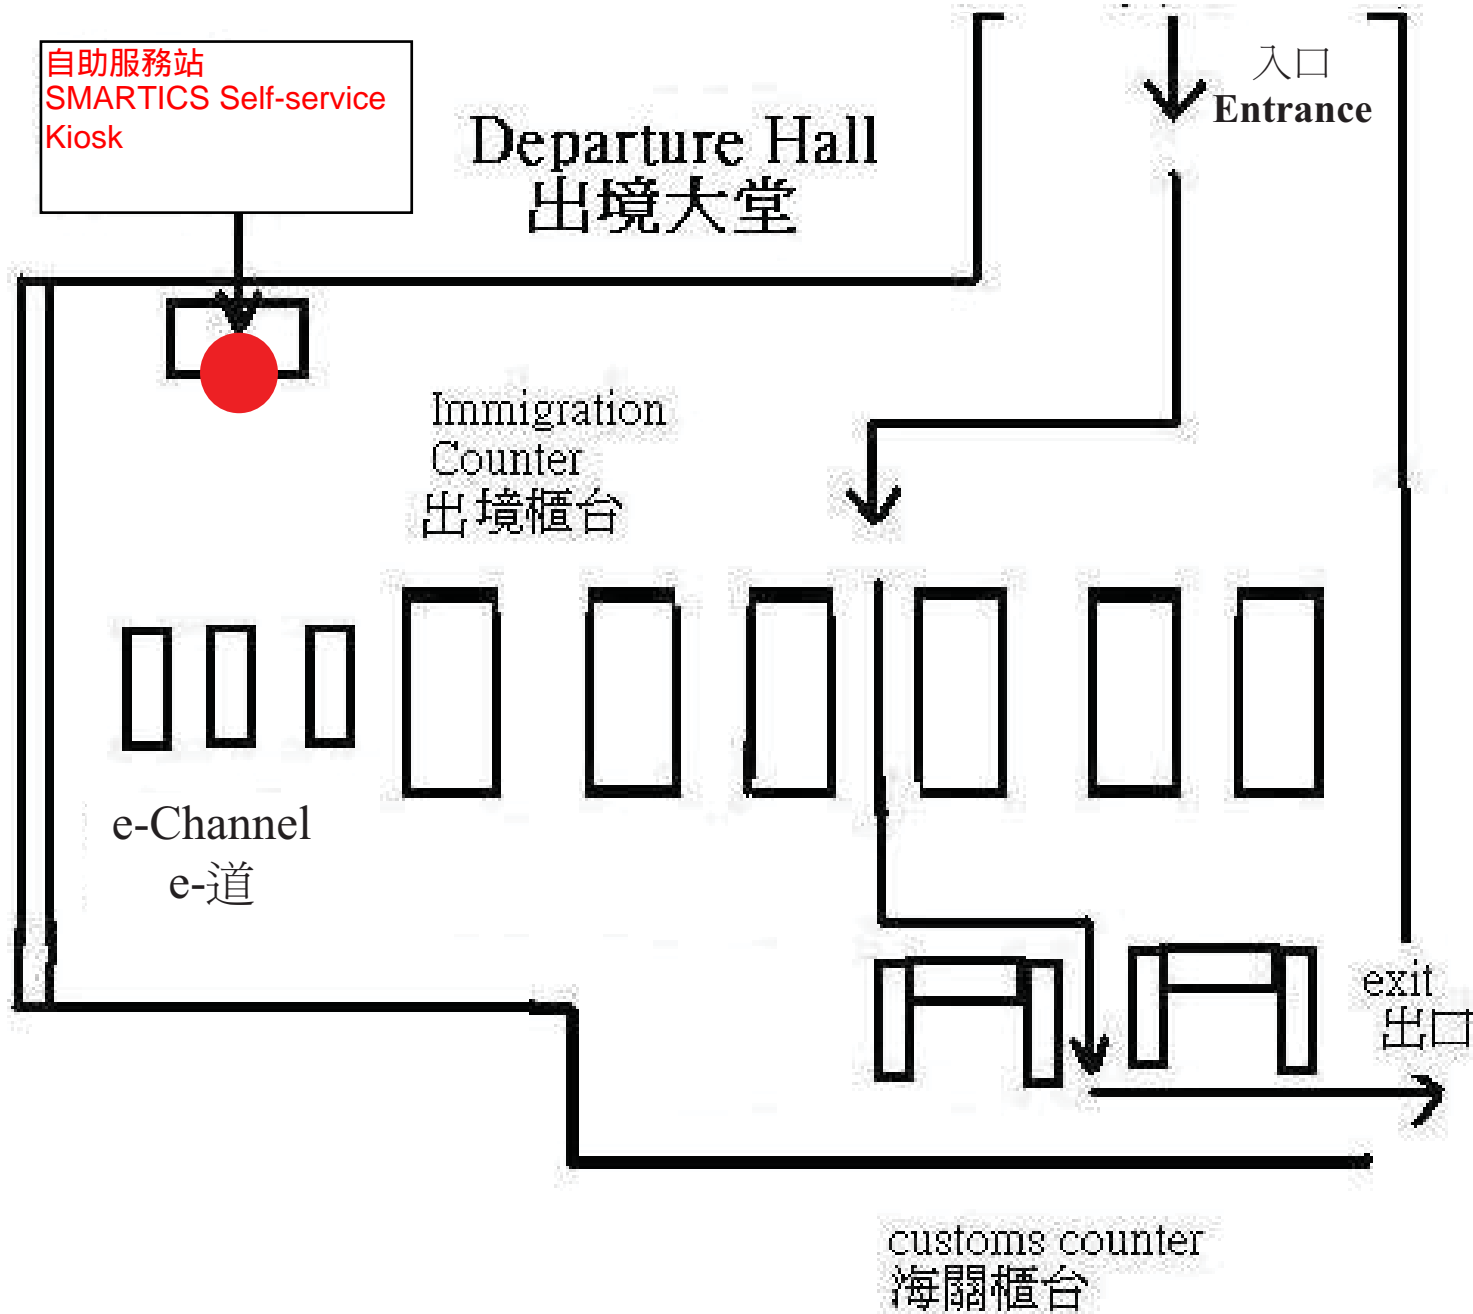 自助服務站
SMARTICS Self-service
Kiosk
Departure Hall
出境大堂
入口
Entrance
Immigration
Counter
出境櫃台
e-Channel
e-道
exit
出口
customs counter
海關櫃台